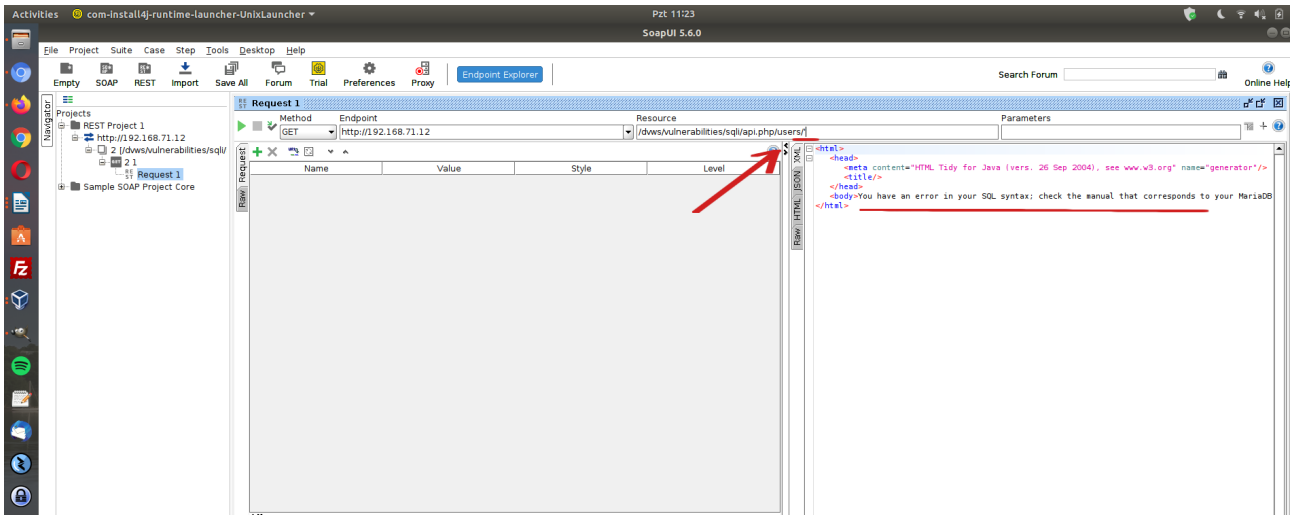 Activities com-install4j-runtime-launcher-UnixLauncher Pzt 11:23
SoapUI 5.6.0
File Project Suite Case Step Tools Desktop Help
Empty SOAP REST Import Save All Forum Trial Preferences Proxy Endpoint Explorer Search Forum Online Help
Navigator
Projects
REST Project 1
http://192.168.71.12
2 [/dws/vulnerabilities/sqli/
2 1
Request 1
Sample SOAP Project Core
Request 1
Method Endpoint Resource Parameters
GET http://192.168.71.12 /dvws/vulnerabilities/sqli/api.php/users/'
Request
Raw
Name Value Style Level
XML
JSON
HTML
Raw
<html>
<head>
<meta content="HTML Tidy for Java (vers. 26 Sep 2004), see www.w3.org" name="generator"/>
<title/>
</head>
<body>You have an error in your SQL syntax; check the manual that corresponds to your MariaDB
</html>